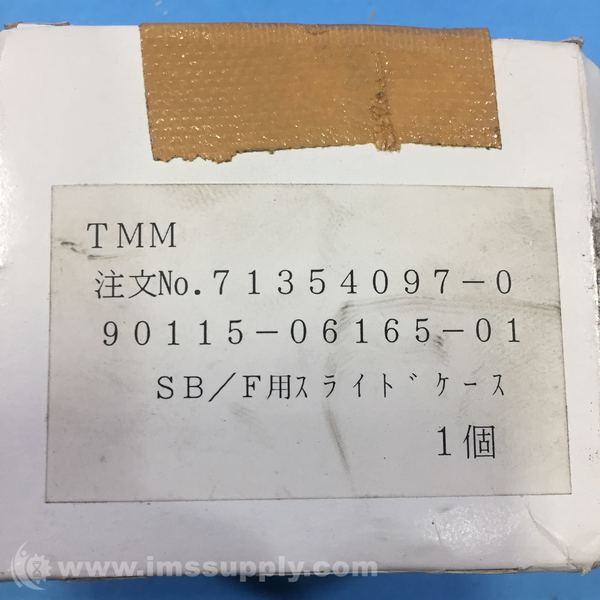 TMM
注文No.71354097-0
90115-06165-01
SB/F用スライドケース
1個
www.imssupply.com